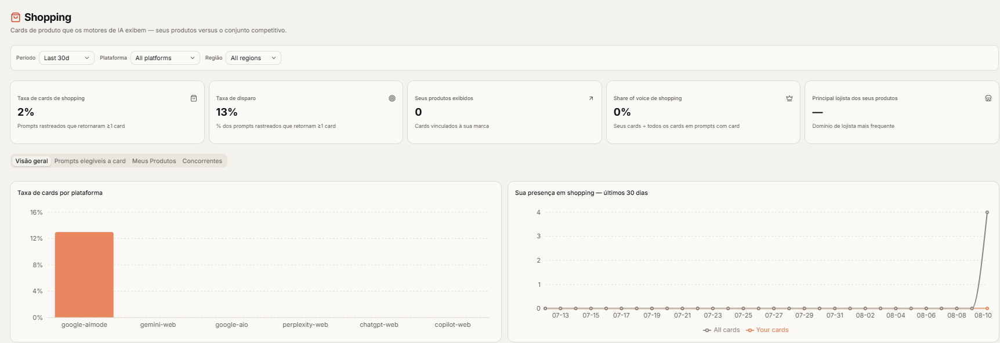 Shopping
Cards de produto que os motores de IA exibem — seus produtos versus o conjunto competitivo.
Período Last 30d Plataforma All platforms Região All regions
Taxa de cards de shopping
2%
Prompts rastreados que retornaram ≥1 card
Taxa de disparo
13%
% dos prompts rastreados que retornam ≥1 card
Seus produtos exibidos
0
Cards vinculados à sua marca
Share of voice de shopping
0%
Seus cards ÷ todos os cards em prompts com card
Principal lojista dos seus produtos
—
Domínio de lojista mais frequente
Visão geral Prompts elegíveis a card Meus Produtos Concorrentes
Taxa de cards por plataforma
16%
12%
8%
4%
0%
google-aimode gemini-web google-aio perplexity-web chatgpt-web copilot-web
Sua presença em shopping — últimos 30 dias
4
3
2
1
0
07-13 07-15 07-17 07-19 07-21 07-23 07-25 07-27 07-29 07-31 08-02 08-04 08-06 08-08 08-10
All cards Your cards